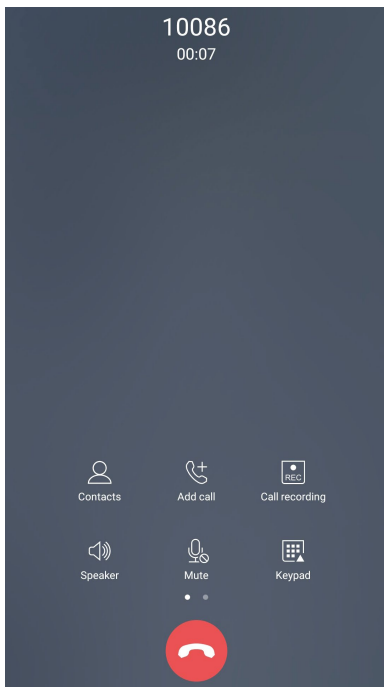 10086
00:07
Contacts
Add call
REC
Call recording
Speaker
Mute
Keypad